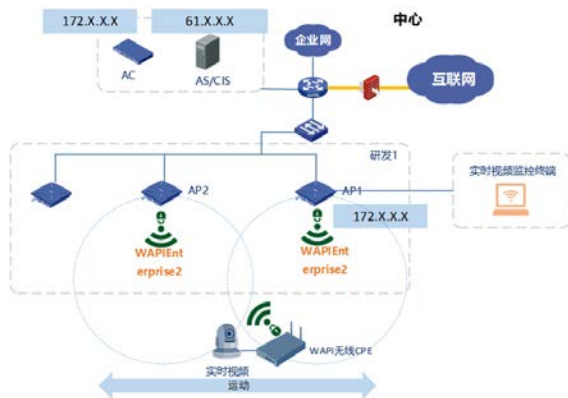 172.X.X.X
61.X.X.X
中心
企业网
互联网
AC
AS/CIS
研发1
实时视频监控终端
AP2
AP1
172.X.X.X
WAPIEnt
erprise2
WAPIEnt
erprise2
WAPI无线CPE
实时视频
运动